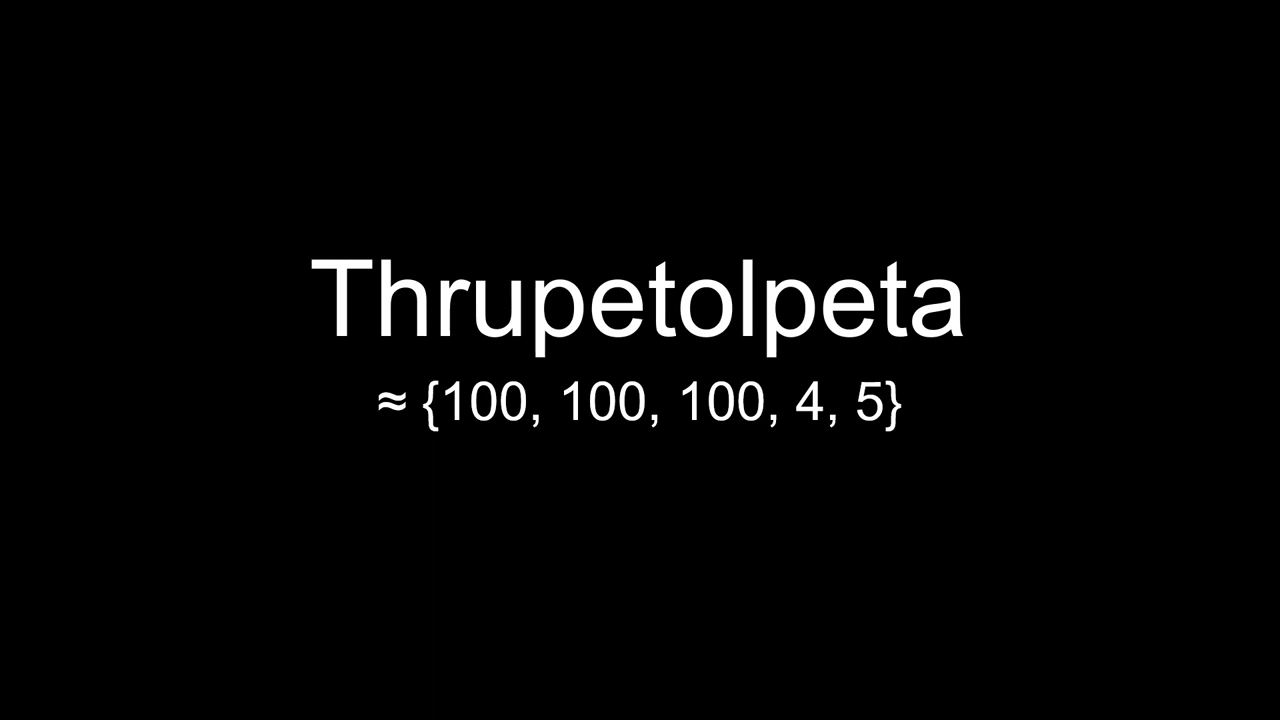 Thrupetolpeta
≈ {100, 100, 100, 4, 5}